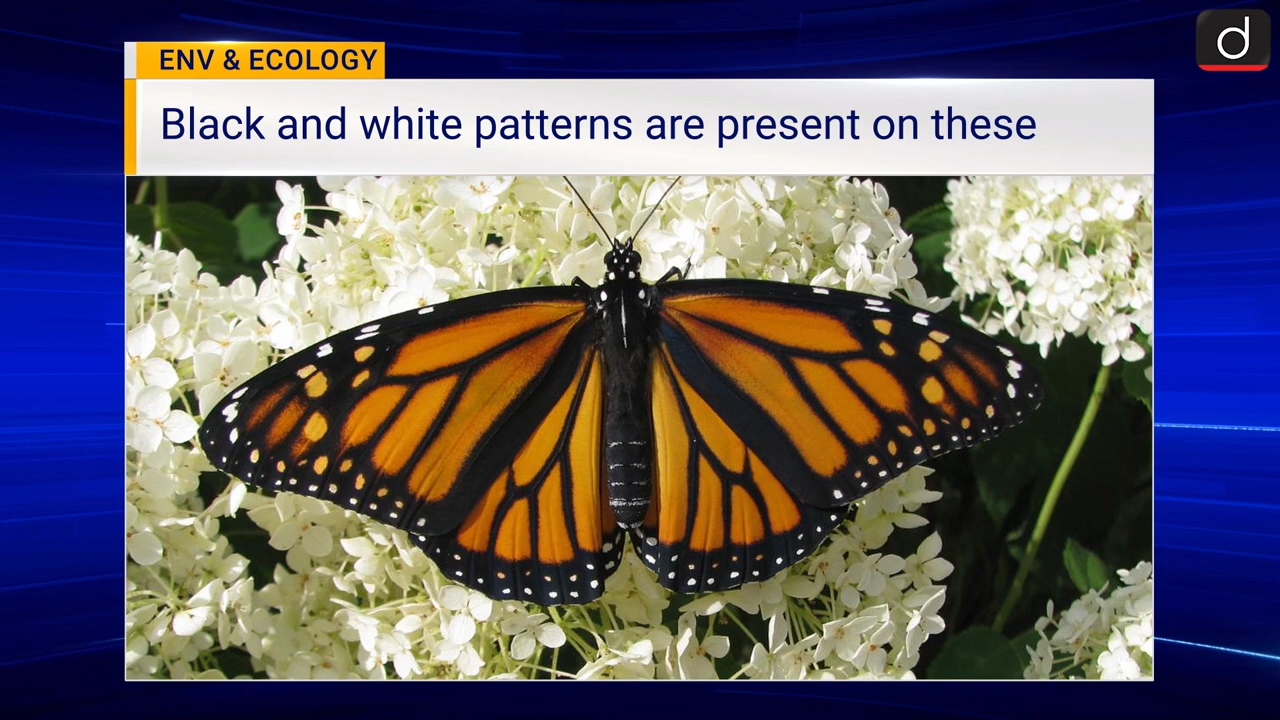 ENV & ECOLOGY
d
Black and white patterns are present on these